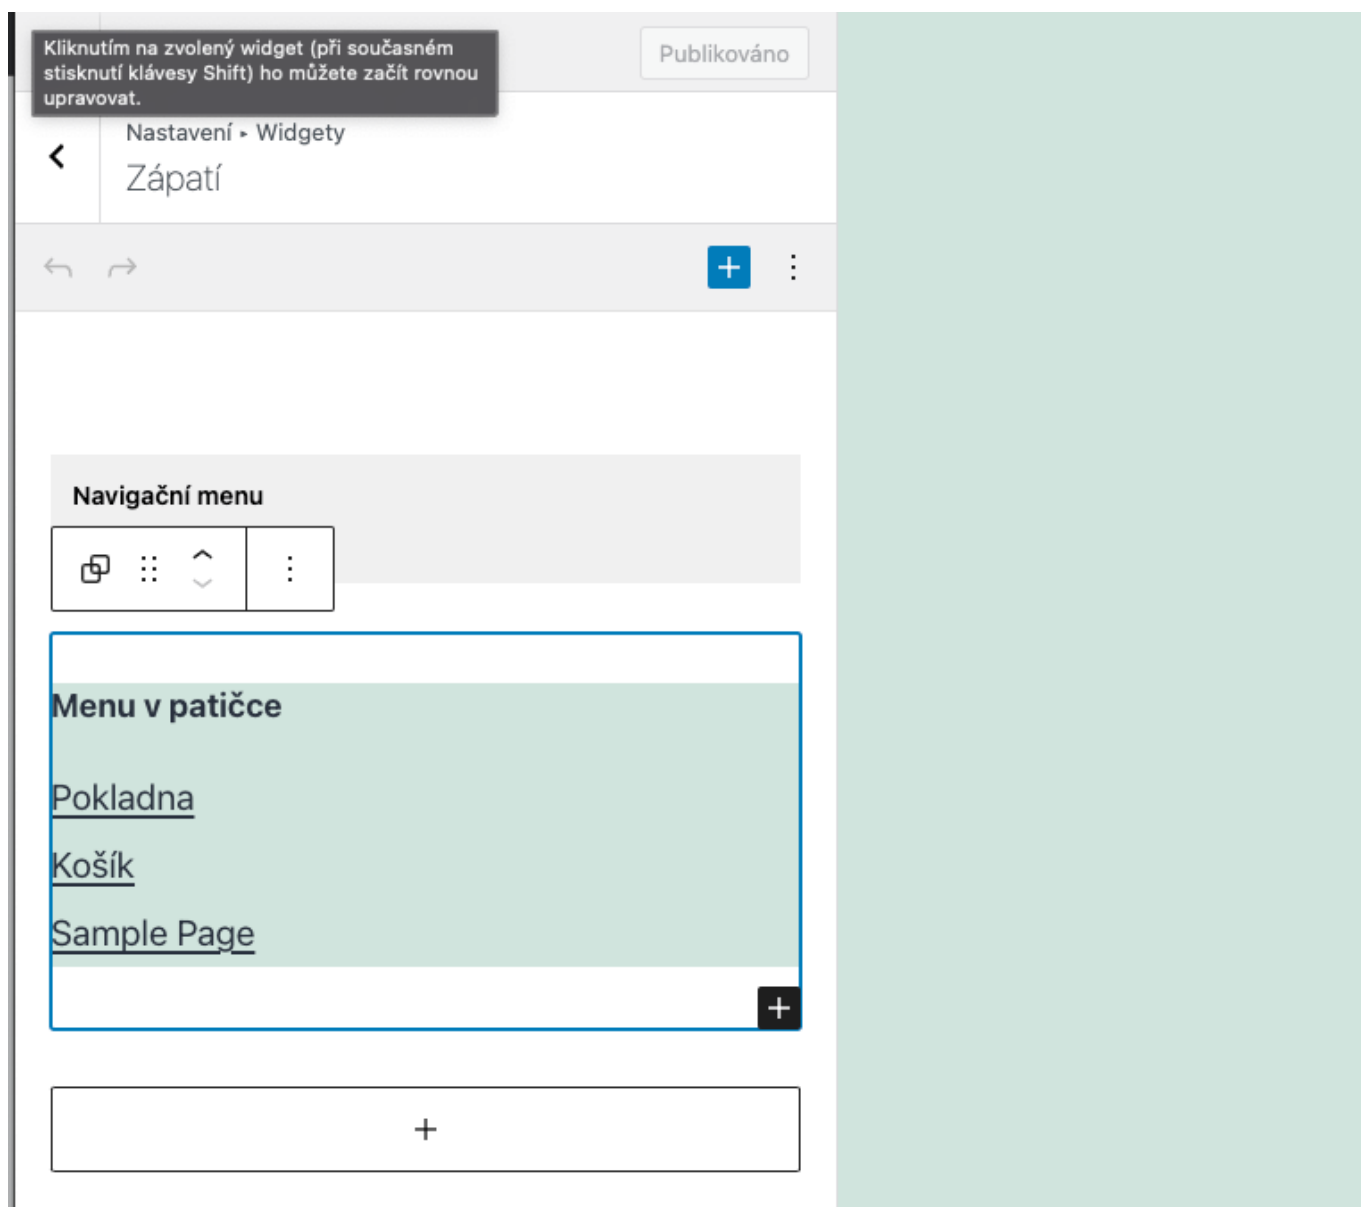 Kliknutím na zvolený widget (při současném
stisknutí klávesy Shift) ho můžete začít rovnou
upravovat.
Publikováno
Nastavení ▸ Widgety
Zápatí
Navigační menu
Menu v patičce
Pokladna
Košík
Sample Page